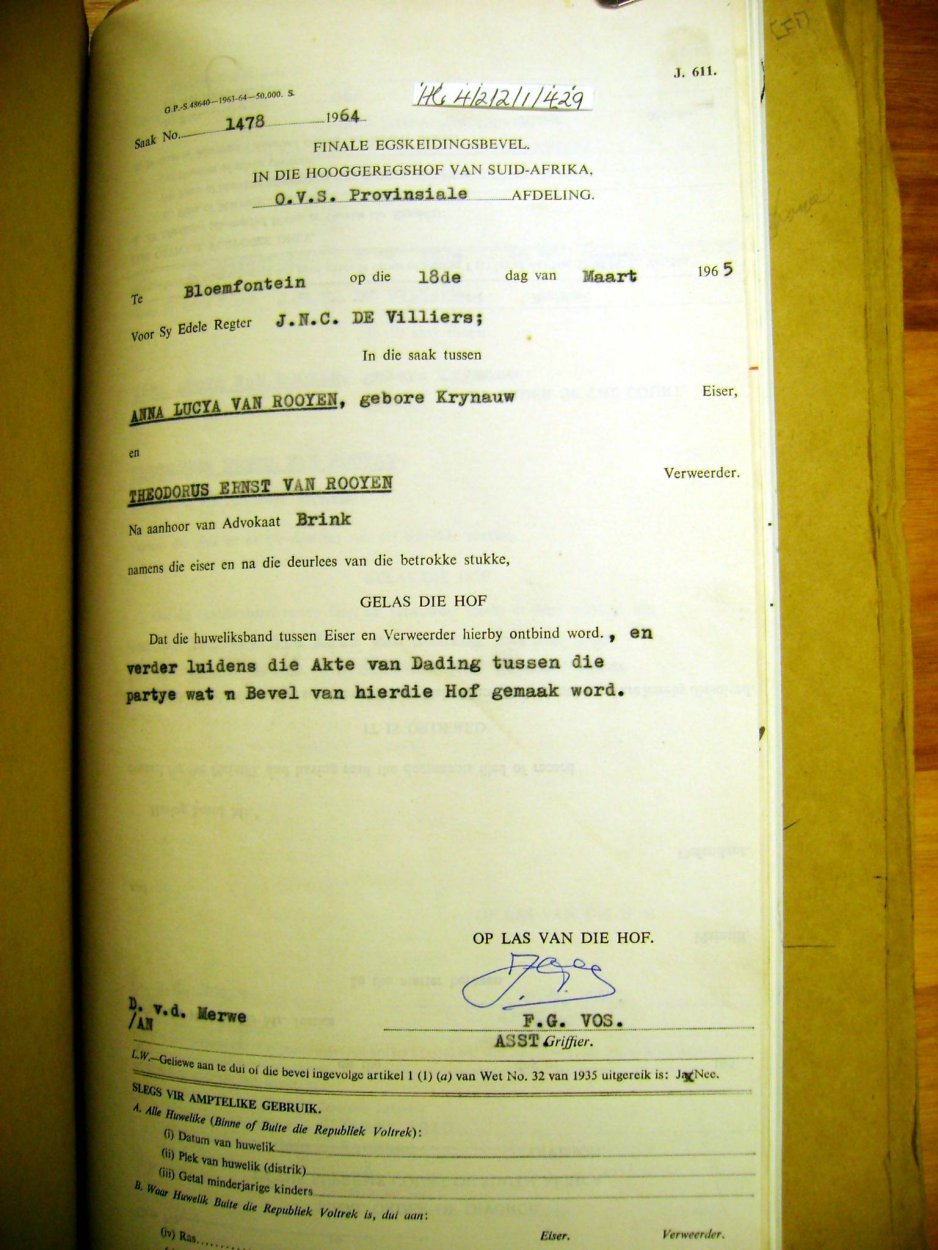 J. 611.
G.P.-S.48640—1963-64—50,000. S.
HG 4/2/2/1/429
Saak No. 1478 1964
FINALE EGSKEIDINGSBEVEL.
IN DIE HOOGGEREGSHOF VAN SUID-AFRIKA,
O.V.S. Provinsiale AFDELING.
Te Bloemfontein op die 18de dag van Maart 1965
Voor Sy Edele Regter J.N.C. DE Villiers;
In die saak tussen
ANNA LUCYA VAN ROOYEN, gebore Krynauw Eiser,
en
THEODORUS ERNST VAN ROOYEN Verweerder.
Na aanhoor van Advokaat Brink
namens die eiser en na die deurlees van die betrokke stukke,
GELAS DIE HOF
Dat die huweliksband tussen Eiser en Verweerder hierby ontbind word. , en
verder luidens die Akte van Dading tussen die
partye wat 'n Bevel van hierdie Hof gemaak word.
OP LAS VAN DIE HOF.
D. v.d. Merwe
/AN
F.G. VOS.
ASST Griffier.
L.W.—Geliewe aan te dui of die bevel ingevolge artikel 1 (1) (a) van Wet No. 32 van 1935 uitgereik is: Ja/Nee.
SLEGS VIR AMPTELIKE GEBRUIK.
A. Alle Huwelike (Binne of Buite die Republiek Voltrek):
(i) Datum van huwelik
(ii) Plek van huwelik (distrik)
(iii) Getal minderjarige kinders
B. Waar Huwelik Buite die Republiek Voltrek is, dui aan:
Eiser. Verweerder.
(iv) Ras